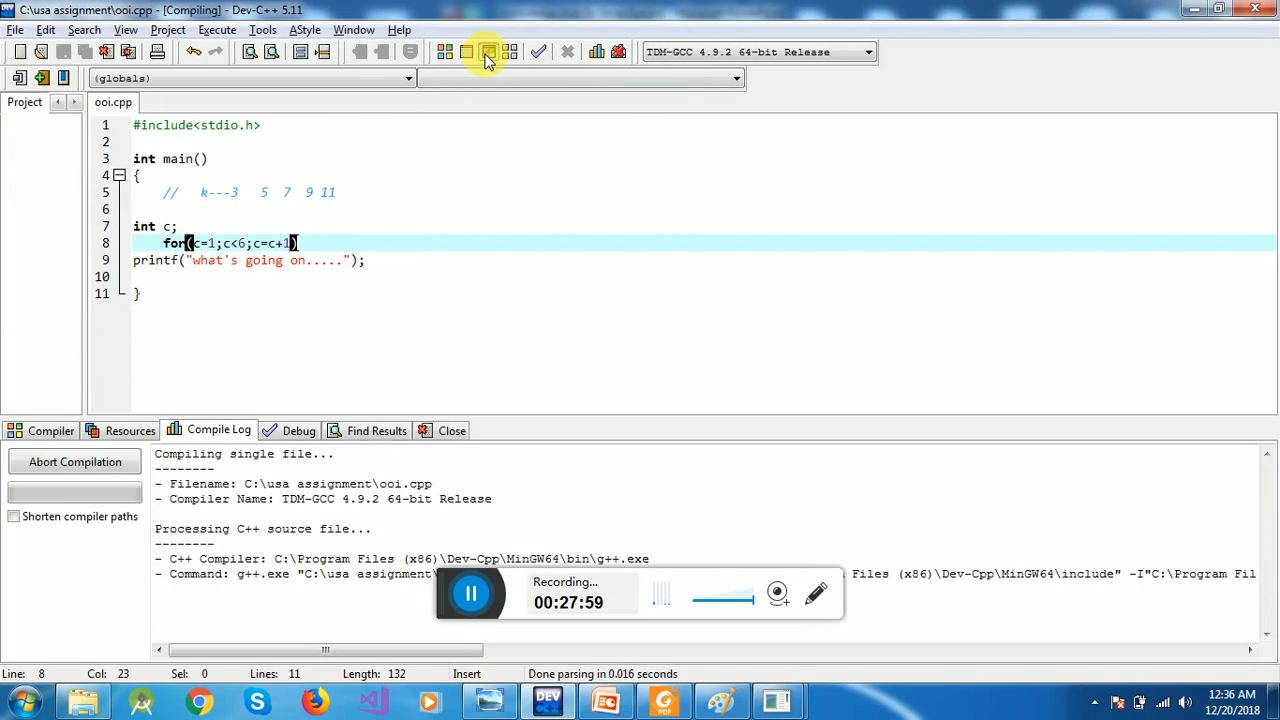 C:\usa assignment\ooi.cpp - [Compiling] - Dev-C++ 5.11
File Edit Search View Project Execute Tools AStyle Window Help
TDM-GCC 4.9.2 64-bit Release
(globals)
Project ooi.cpp
1 #include<stdio.h>
2
3 int main()
4 {
5 // k---3 5 7 9 11
6
7 int c;
8 for(c=1;c<6;c=c+1)
9 printf("what's going on.....");
10
11 }
Compiler Resources Compile Log Debug Find Results Close
Abort Compilation
Shorten compiler paths
Compiling single file...
--------
- Filename: C:\usa assignment\ooi.cpp
- Compiler Name: TDM-GCC 4.9.2 64-bit Release
Processing C++ source file...
--------
- C++ Compiler: C:\Program Files (x86)\Dev-Cpp\MinGW64\bin\g++.exe
- Command: g++.exe "C:\usa assignment\ Files (x86)\Dev-Cpp\MinGW64\include" -I"C:\Program Fil
Recording...
00:27:59
Line: 8 Col: 23 Sel: 0 Lines: 11 Length: 132 Insert Done parsing in 0.016 seconds
DEV C++
PDF
12:36 AM
12/20/2018